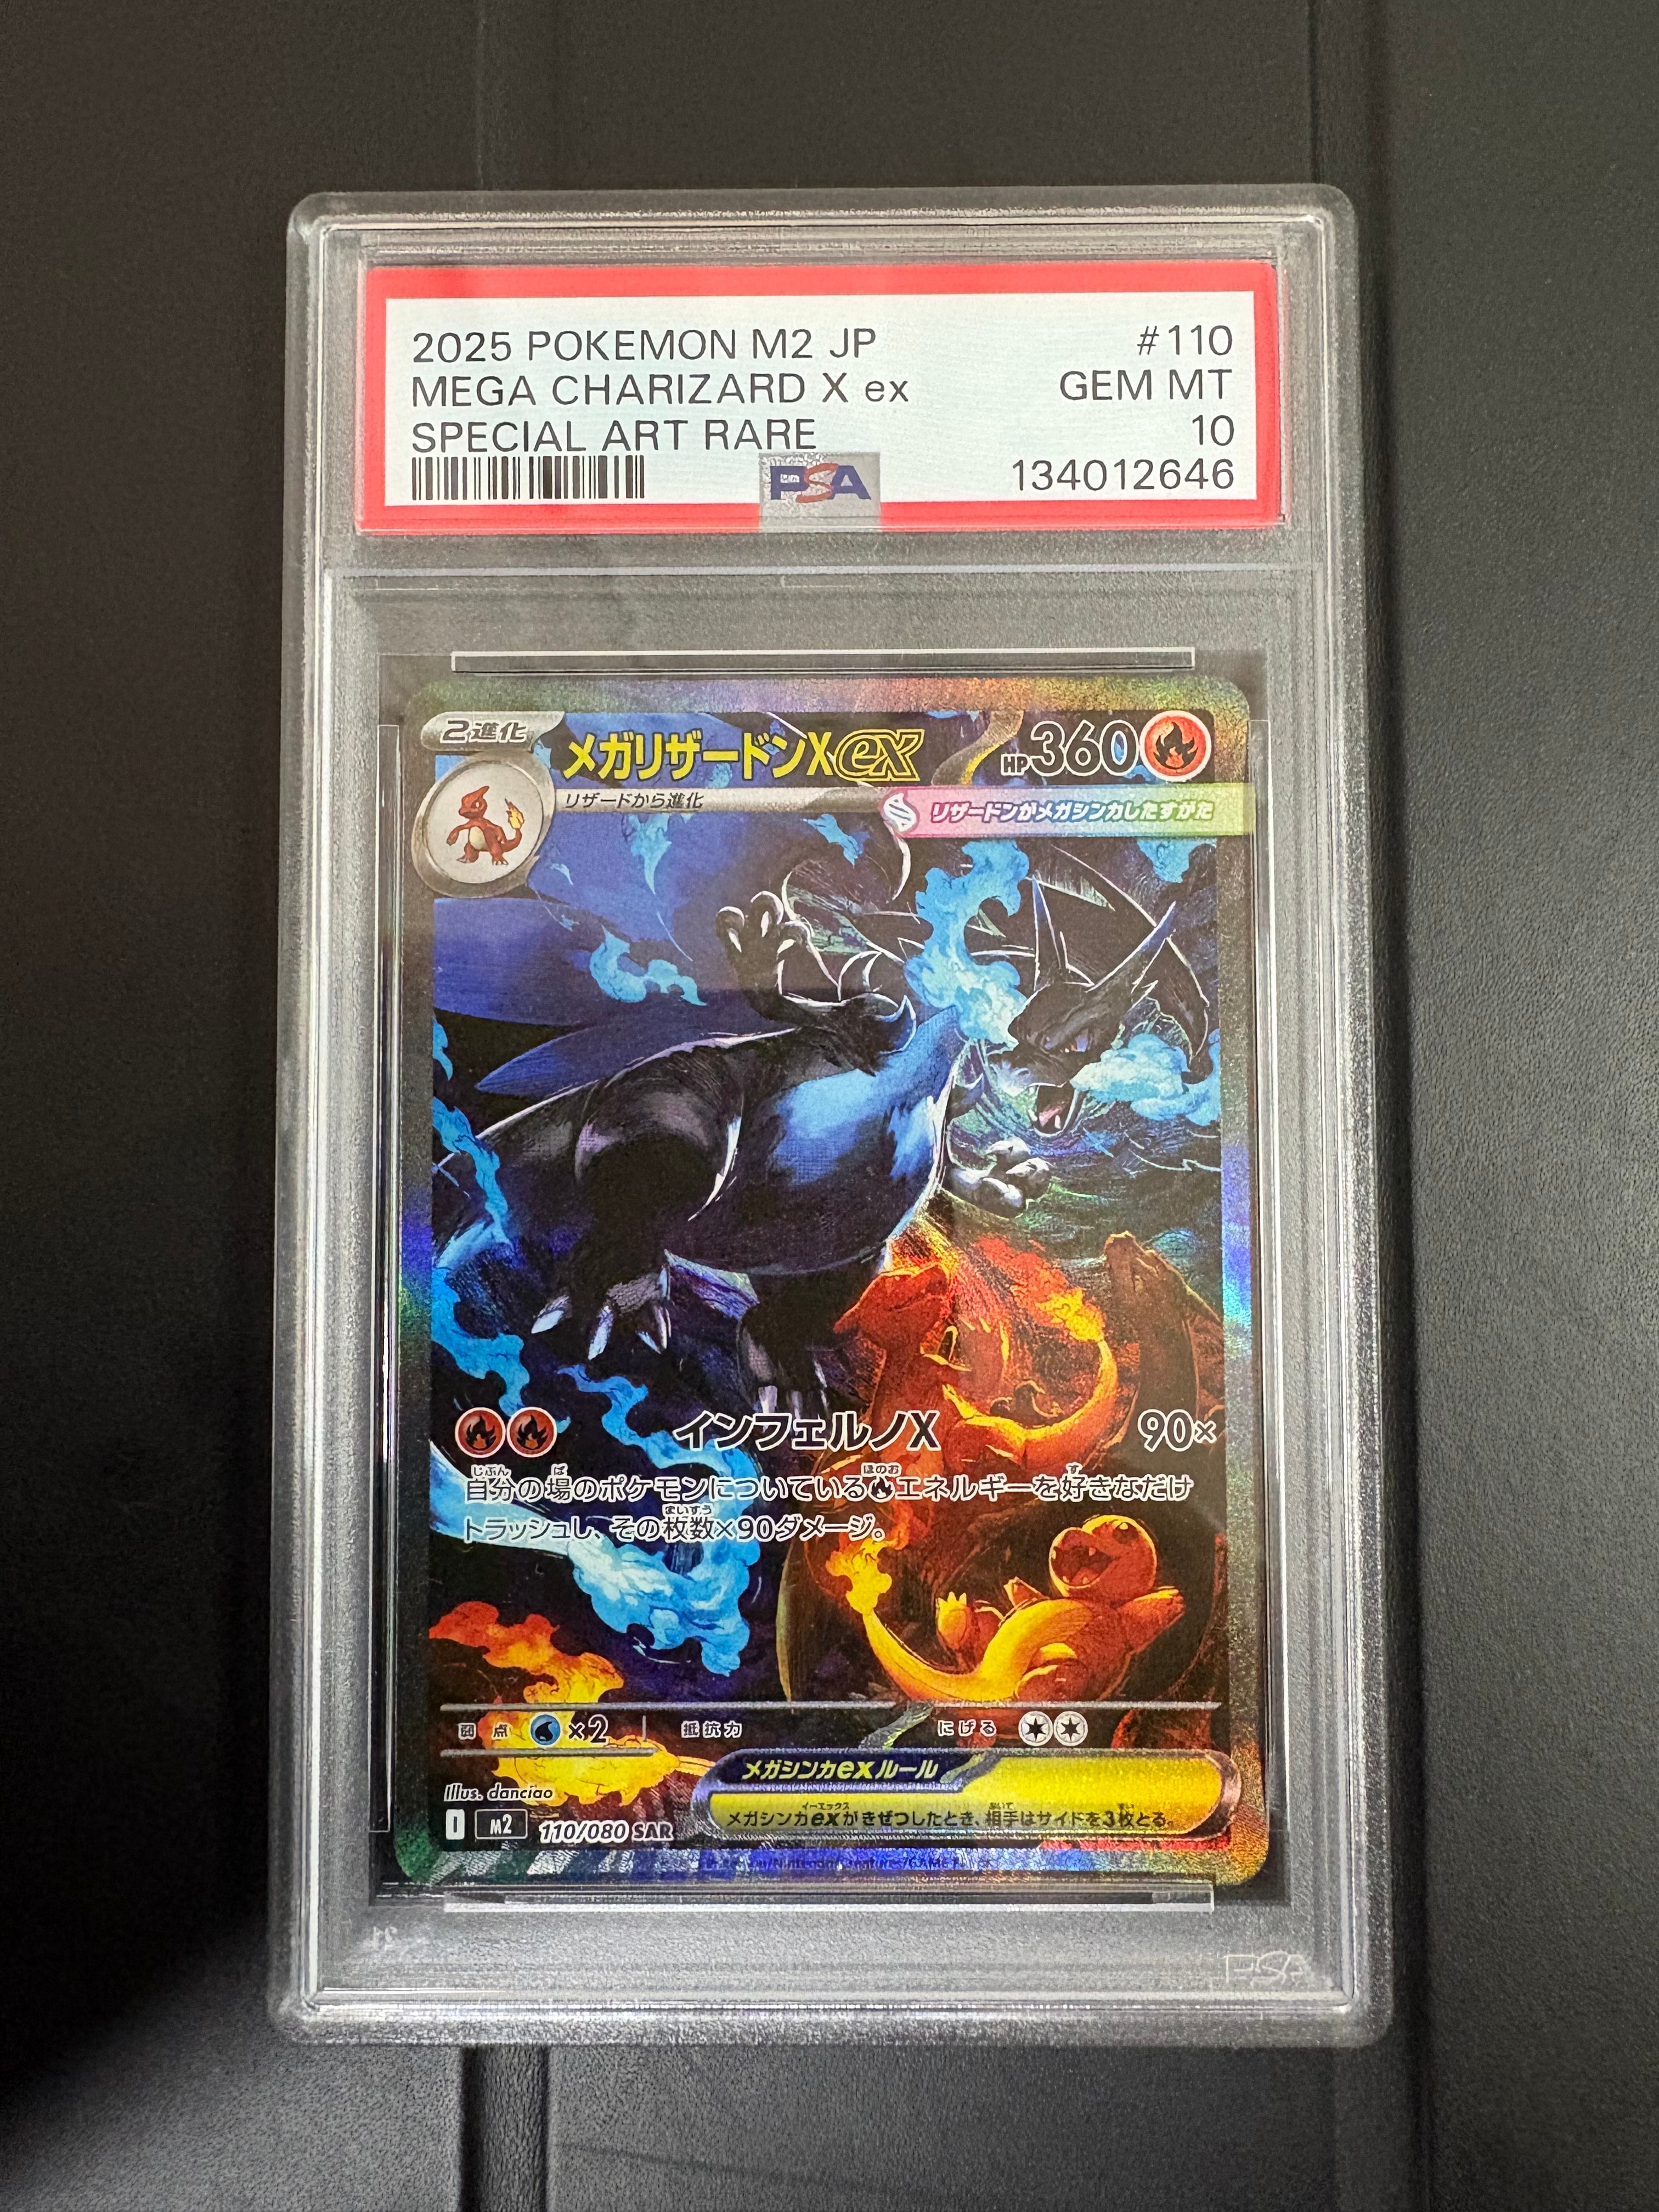 2025 POKEMON M2 JP #110
MEGA CHARIZARD X ex GEM MT
SPECIAL ART RARE 10
PSA 134012646
2進化
メガリザードンXex HP360
リザードから進化
リザードンがメガシンカしたすがた
インフェルノX 90×
自分の場のポケモンについているエネルギーを好きなだけ
トラッシュし、その枚数×90ダメージ。
弱点 ×2 抵抗力 にげる
メガシンカexルール
メガシンカexがきぜつしたとき、相手はサイドを3枚とる。
Illus. danciao
I M2 110/080 SAR
PSA